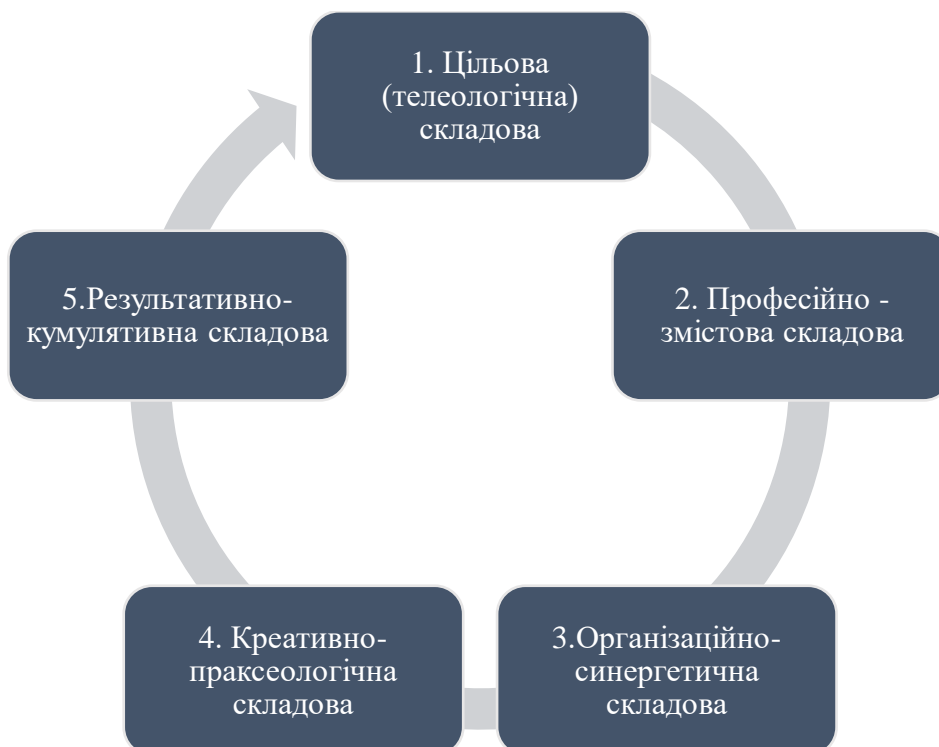 1. Цільова
(телеологічна)
складова
2. Професійно -
змістова складова
3.Організаційно-
синергетична
складова
4. Креативно-
праксеологічна
складова
5.Результативно-
кумулятивна складова